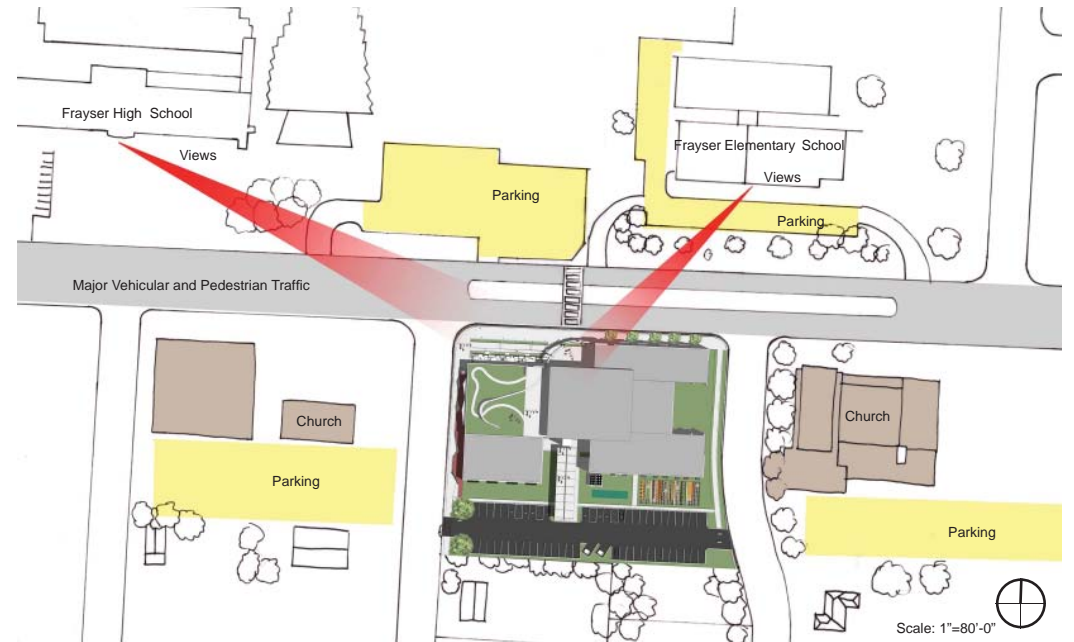 Frayser High School
Views
Frayser Elementary School
Views
Parking
Parking
Major Vehicular and Pedestrian Traffic
Church
Church
Parking
Parking
Scale: 1"=80'-0"